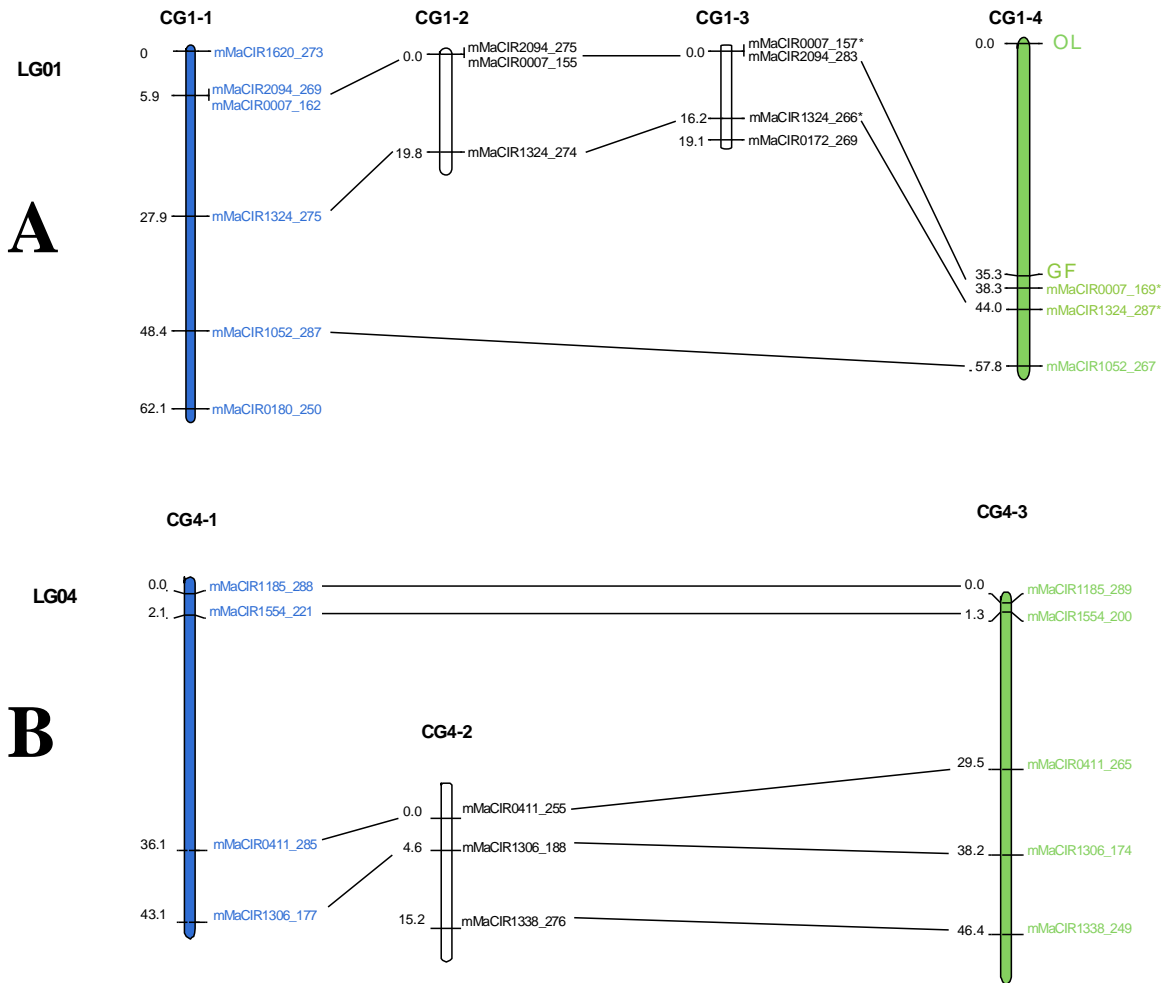 CG1-1 CG1-2 CG1-3 CG1-4
LG01
A
0 mMaCIR1620_273
5.9 mMaCIR2094_269
mMaCIR0007_162
27.9 mMaCIR1324_275
48.4 mMaCIR1052_287
62.1 mMaCIR0180_250
0.0 mMaCIR2094_275
mMaCIR0007_155
19.8 mMaCIR1324_274
0.0 mMaCIR0007_157*
mMaCIR2094_283
16.2 mMaCIR1324_266*
19.1 mMaCIR0172_269
0.0 OL
35.3 GF
38.3 mMaCIR0007_169*
44.0 mMaCIR1324_287*
57.8 mMaCIR1052_267
CG4-1
CG4-3
LG04
B
0.0 mMaCIR1185_288
2.1 mMaCIR1554_221
36.1 mMaCIR0411_285
43.1 mMaCIR1306_177
CG4-2
0.0 mMaCIR0411_255
4.6 mMaCIR1306_188
15.2 mMaCIR1338_276
0.0 mMaCIR1185_289
1.3 mMaCIR1554_200
29.5 mMaCIR0411_265
38.2 mMaCIR1306_174
46.4 mMaCIR1338_249